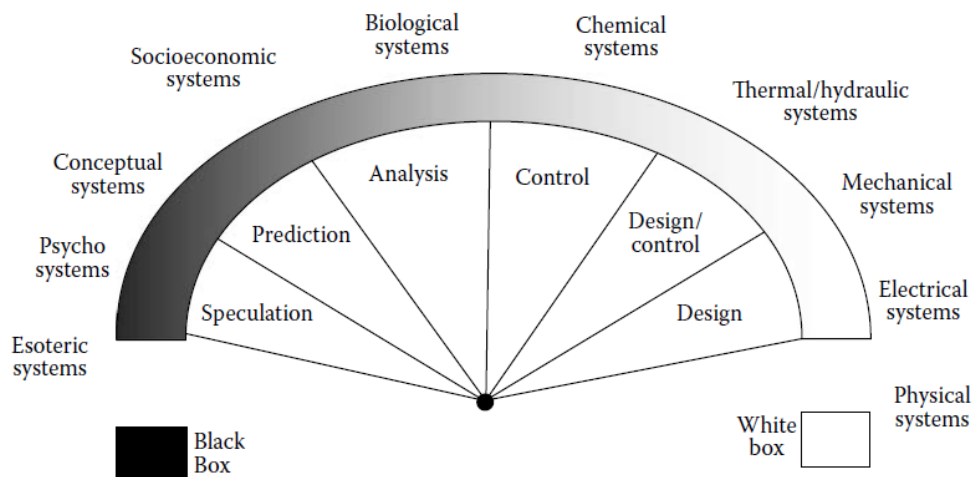 Biological
systems
Chemical
systems
Socioeconomic
systems
Thermal/hydraulic
systems
Conceptual
systems
Mechanical
systems
Psycho
systems
Electrical
systems
Esoteric
systems
Physical
systems
Analysis
Control
Prediction
Design/
control
Speculation
Design
Black
Box
White
box